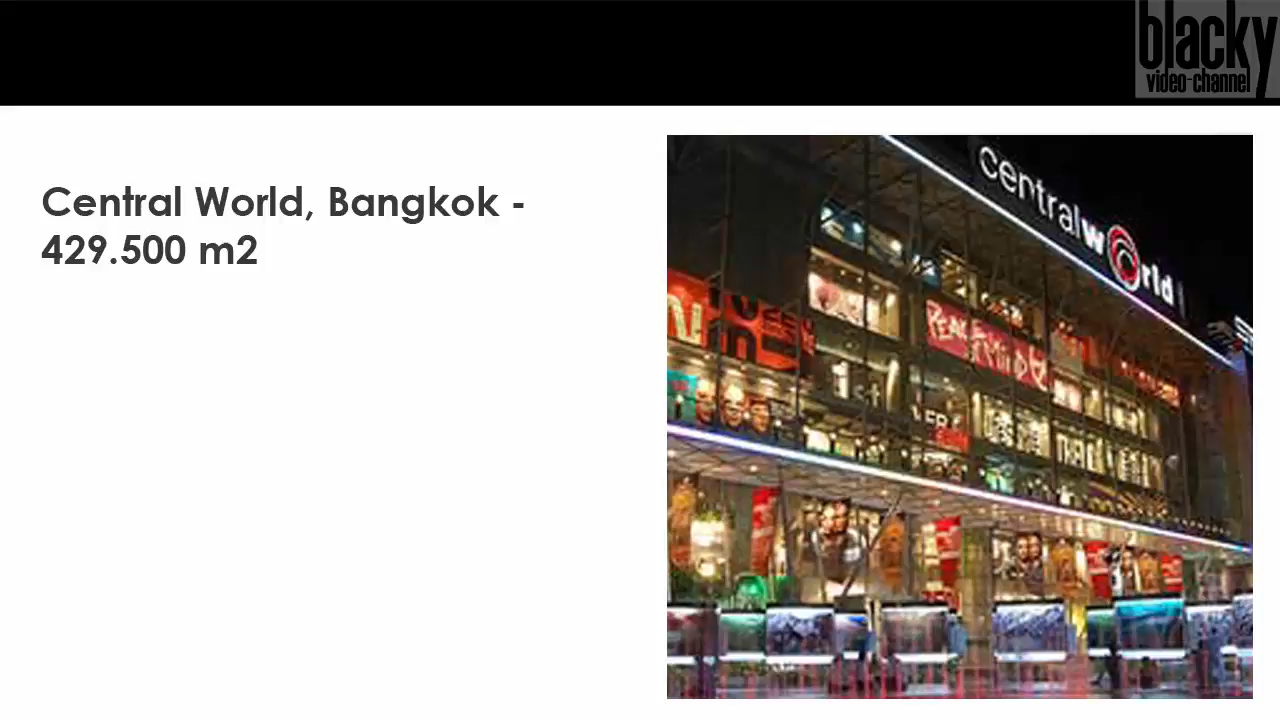 blacky
video-channel
Central World, Bangkok -
429.500 m2
centralworld